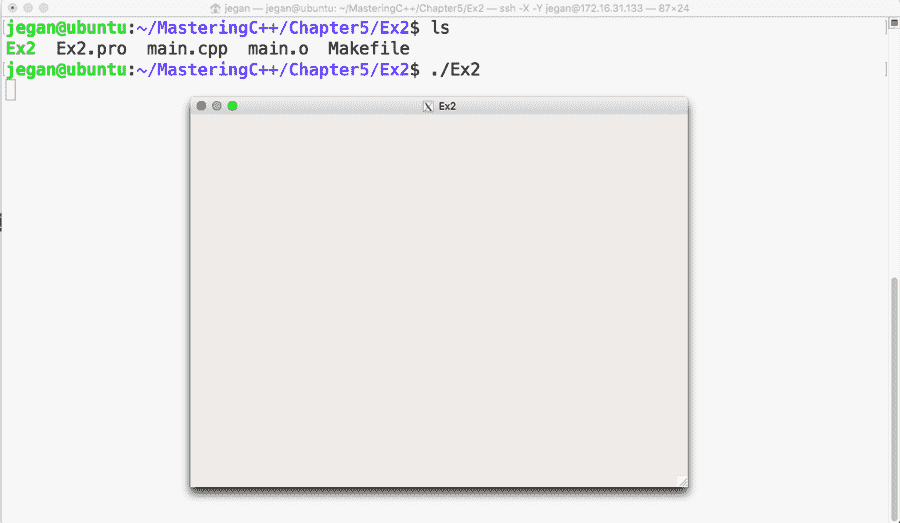 jegan — jegan@ubuntu: ~/MasteringC++/Chapter5/Ex2 — ssh -X -Y jegan@172.16.31.133 — 87×24
jegan@ubuntu:~/MasteringC++/Chapter5/Ex2$ ls
Ex2  Ex2.pro  main.cpp  main.o  Makefile
jegan@ubuntu:~/MasteringC++/Chapter5/Ex2$ ./Ex2
Ex2